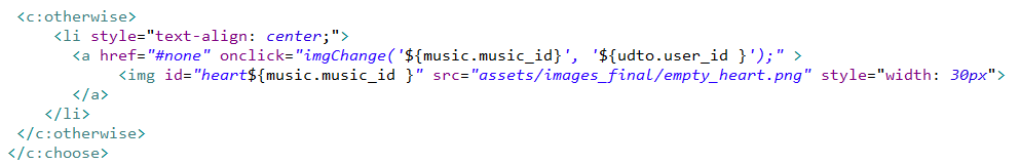 <c:otherwise>
<li style="text-align: center;">
<a href="#none" onclick="imgChange('${music.music_id}', '${udto.user_id }');" >
<img id="heart${music.music_id }" src="assets/images_final/empty_heart.png" style="width: 30px">
</a>
</li>
</c:otherwise>
</c:choose>